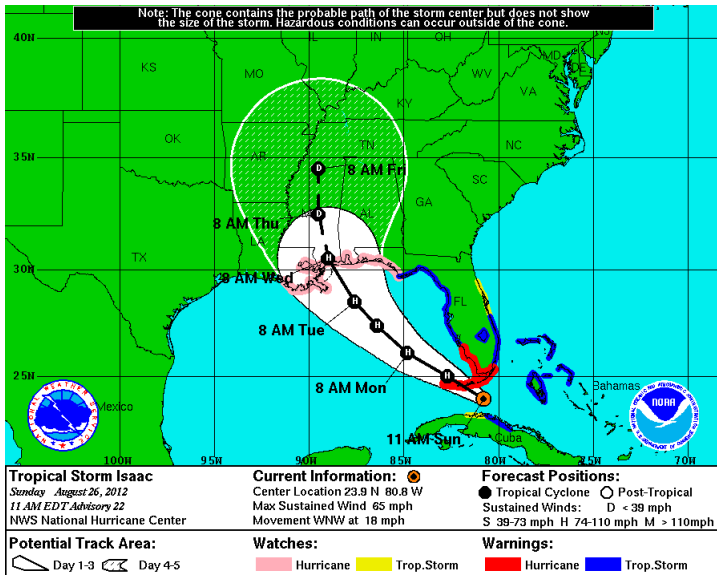 Note: The cone contains the probable path of the storm center but does not show
the size of the storm. Hazardous conditions can occur outside of the cone.
40N
35N
30N
25N
KS
MO
IL
IN
OH
WV
VA
MD
DE
NJ
KY
OK
AR
TN
NC
SC
GA
AL
LA
TX
FL
8 AM Fri
8 AM Thu
8 AM Wed
8 AM Tue
8 AM Mon
11 AM Sun
D
D
H
H
H
H
H
Mexico
Bahamas
Cuba
NATIONAL WEATHER SERVICE
NOAA
95W
90W
85W
80W
75W
70W
100W
Tropical Storm Isaac
Sunday August 26, 2012
11 AM EDT Advisory 22
NWS National Hurricane Center
Current Information:
Center Location 23.9 N 80.8 W
Max Sustained Wind 65 mph
Movement WNW at 18 mph
Forecast Positions:
Tropical Cyclone Post-Tropical
Sustained Winds: D < 39 mph
S 39-73 mph H 74-110 mph M > 110mph
Potential Track Area:
Day 1-3 Day 4-5
Watches:
Hurricane Trop.Storm
Warnings:
Hurricane Trop.Storm